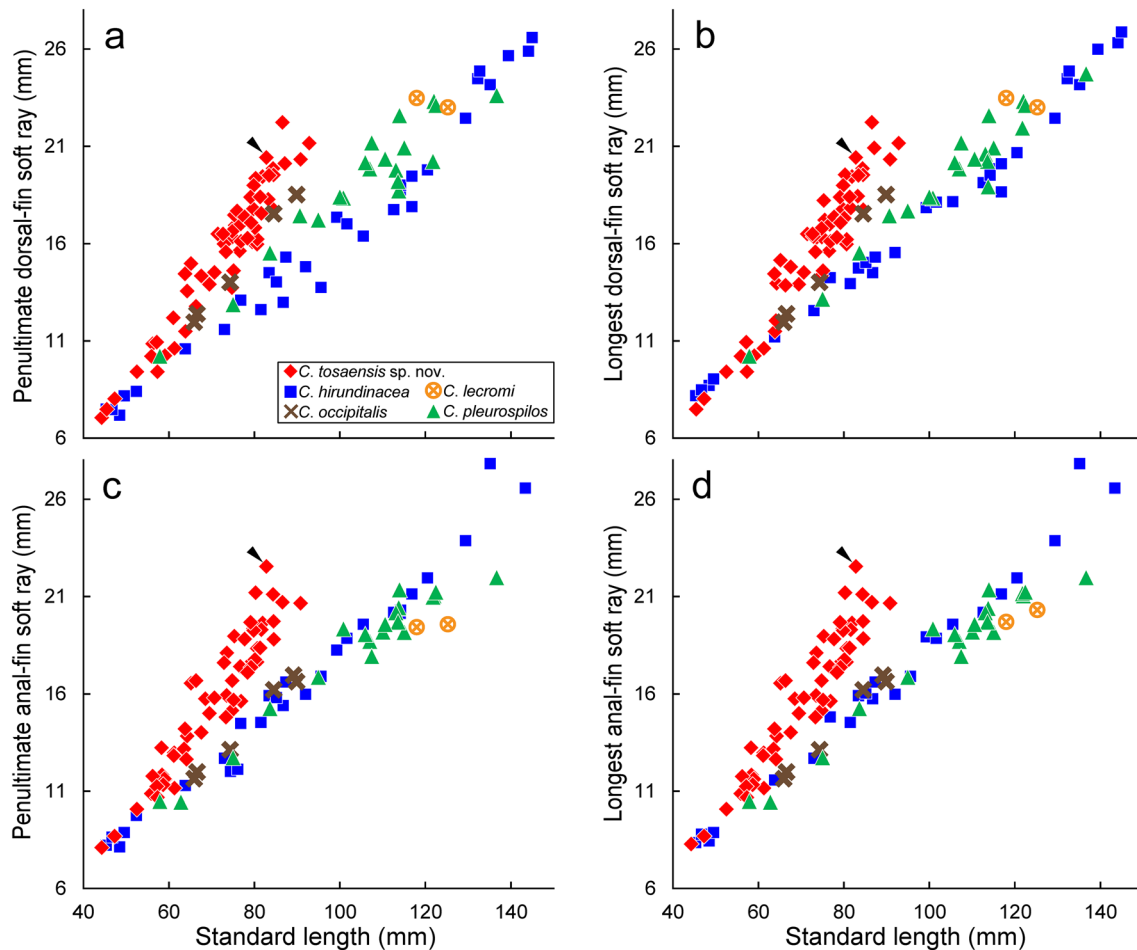 a
Penultimate dorsal-fin soft ray (mm)
26
21
16
11
6
C. tosaensis sp. nov.
C. hirundinacea
C. lecromi
C. occipitalis
C. pleurospilos
b
Longest dorsal-fin soft ray (mm)
26
21
16
11
6
c
Penultimate anal-fin soft ray (mm)
26
21
16
11
6
40 60 80 100 120 140
Standard length (mm)
d
Longest anal-fin soft ray (mm)
26
21
16
11
6
40 60 80 100 120 140
Standard length (mm)